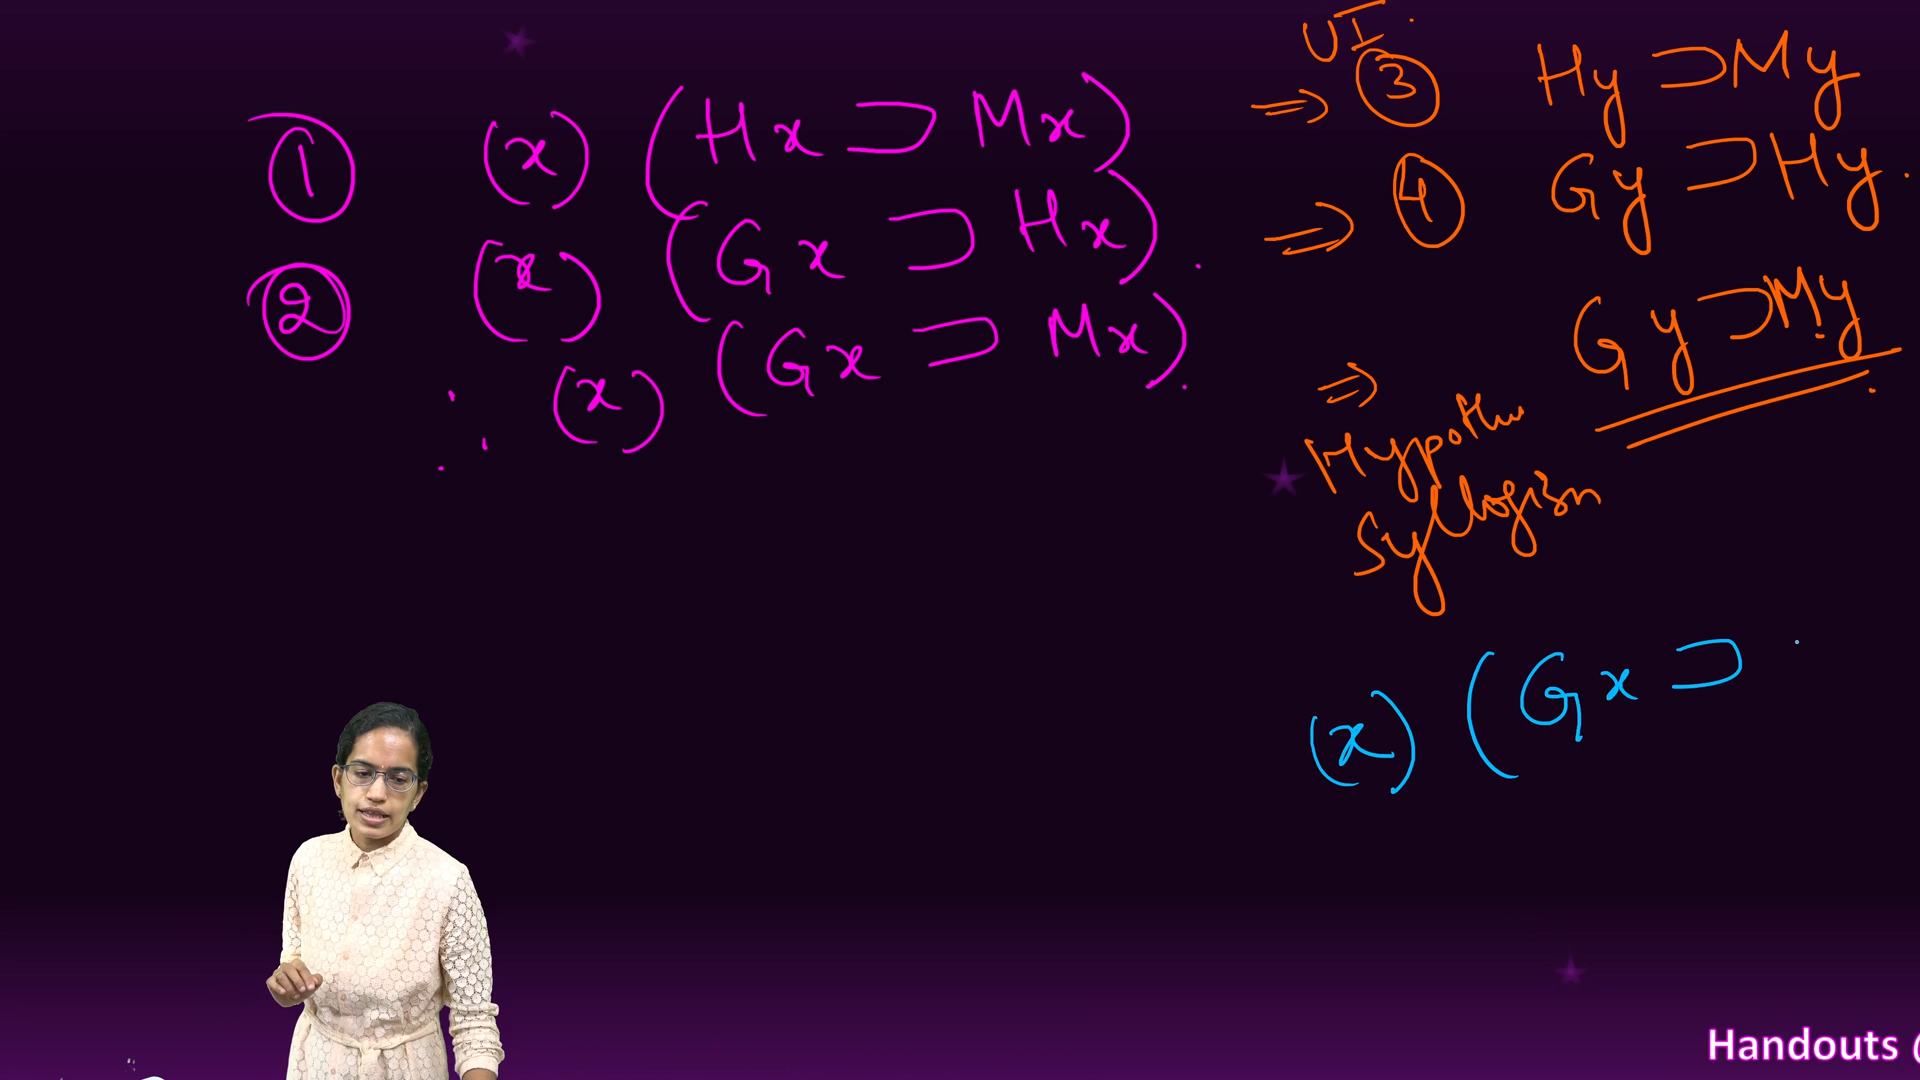 ① (x) (Hx ⊃ Mx)
② (x) (Gx ⊃ Hx).
∴ (x) (Gx ⊃ Mx).
UI.
⇒ ③ Hy ⊃ My
⇒ ④ Gy ⊃ Hy.
⇒ Gy ⊃ My.
Syllogism
(x) (Gx ⊃
Handouts